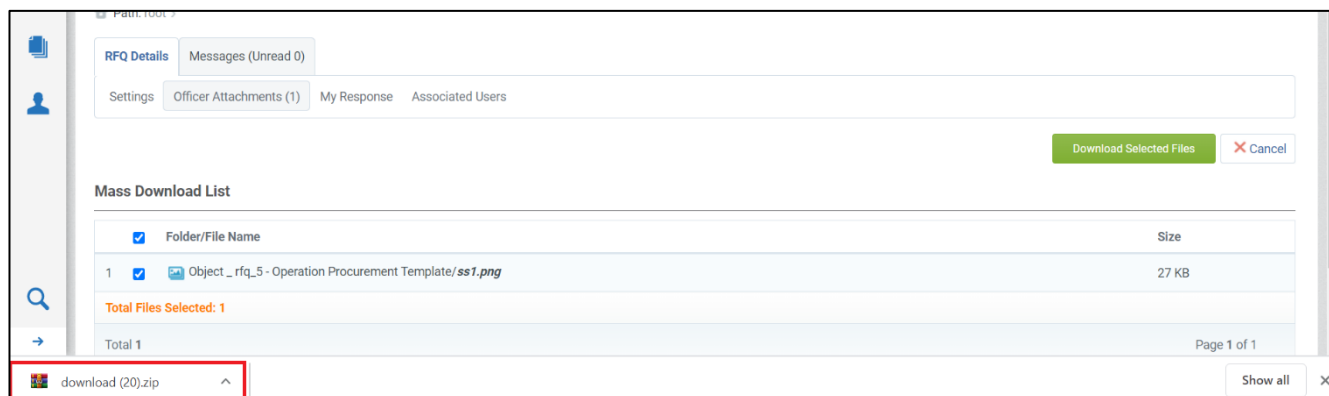 Path: root >
RFQ Details Messages (Unread 0)
Settings Officer Attachments (1) My Response Associated Users
Download Selected Files Cancel
Mass Download List
Folder/File Name Size
1 Object _ rfq_5 - Operation Procurement Template/ss1.png 27 KB
Total Files Selected: 1
Total 1 Page 1 of 1
download (20).zip Show all